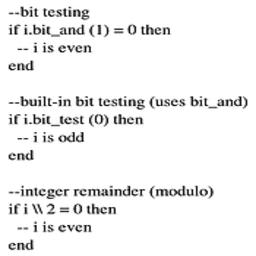 --bit testing
if i.bit_and (1) = 0 then
-- i is even
end
--built-in bit testing (uses bit_and)
if i.bit_test (0) then
-- i is odd
end
--integer remainder (modulo)
if i \\ 2 = 0 then
-- i is even
end